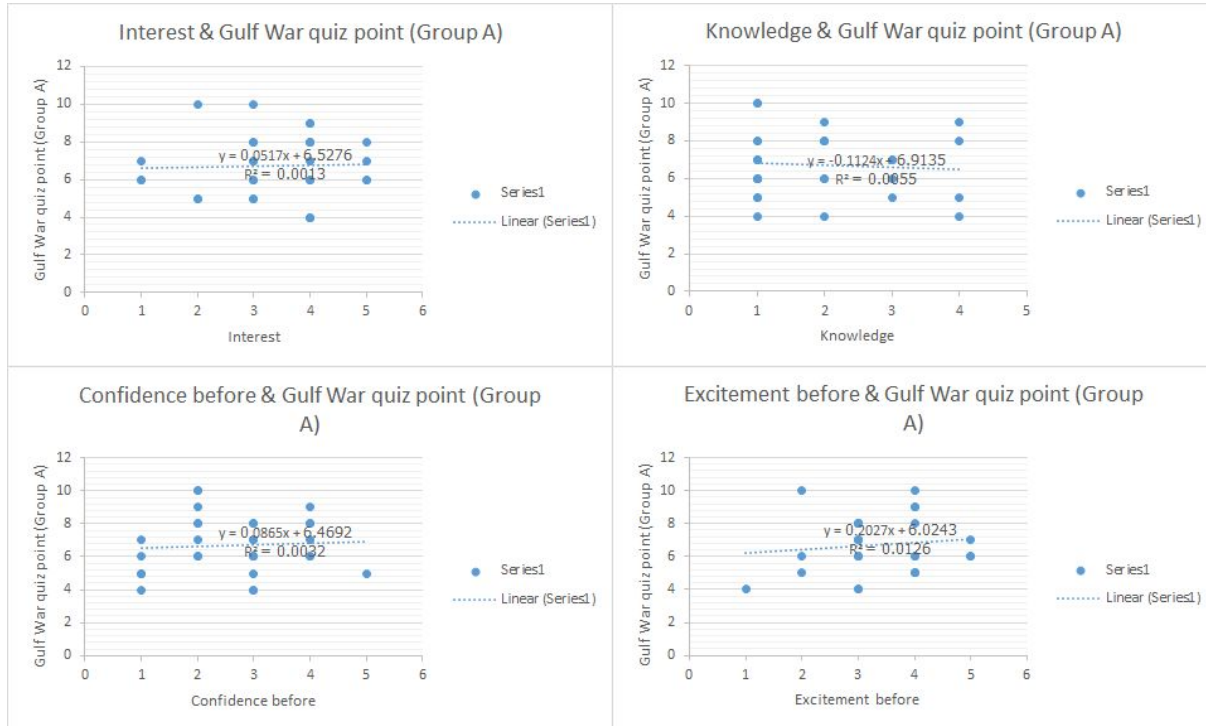 Interest & Gulf War quiz point (Group A)
Gulf War quiz point (Group A)
12
10
8
6
4
2
0
y = 0.0517x + 6.5276
R² = 0.0013
0 1 2 3 4 5 6
Interest
Series1
Linear (Series1)
Knowledge & Gulf War quiz point (Group A)
Gulf War quiz point (Group A)
12
10
8
6
4
2
0
y = -0.1124x + 6.9135
R² = 0.0055
0 1 2 3 4 5
Knowledge
Series1
Linear (Series1)
Confidence before & Gulf War quiz point (Group
A)
Gulf War quiz point (Group A)
12
10
8
6
4
2
0
y = 0.0865x + 6.4692
R² = 0.0032
0 1 2 3 4 5 6
Confidence before
Series1
Linear (Series1)
Excitement before & Gulf War quiz point (Group
A)
Gulf War quiz point (Group A)
12
10
8
6
4
2
0
y = 0.2027x + 6.0243
R² = 0.0126
0 1 2 3 4 5 6
Excitement before
Series1
Linear (Series1)